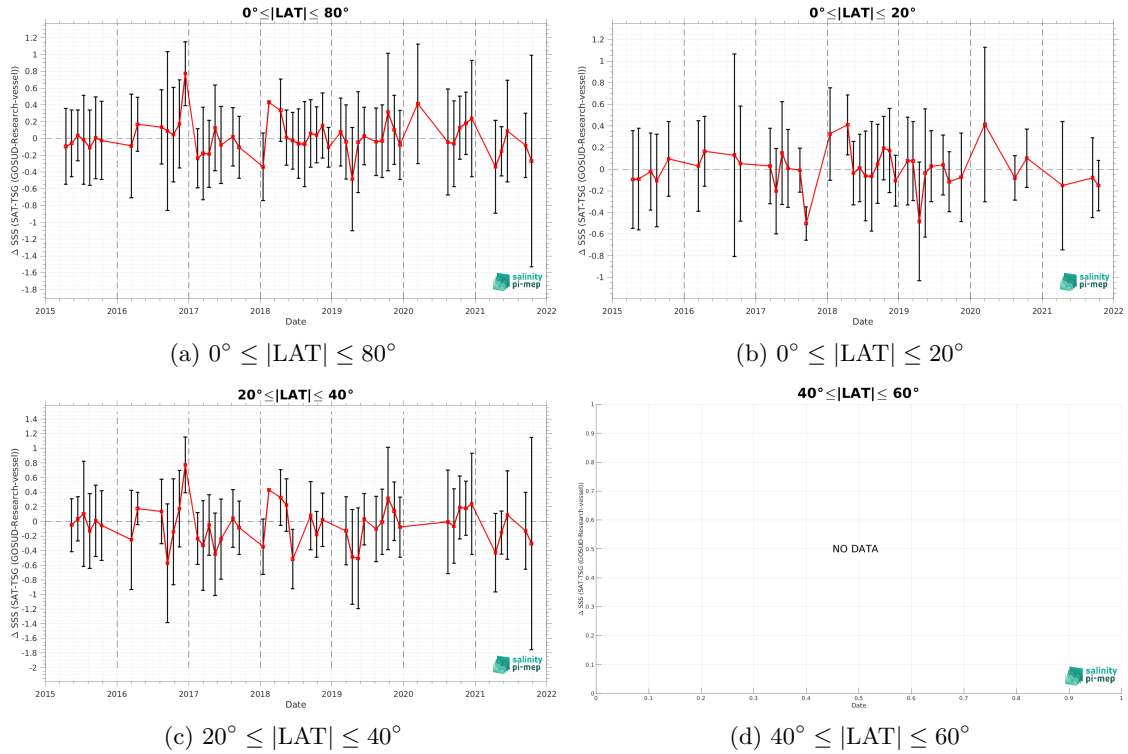 0°≤|LAT|≤ 80°
Δ SSS (SAT-TSG (GOSUD-Research-vessel))
1.2
1
0.8
0.6
0.4
0.2
0
-0.2
-0.4
-0.6
-0.8
-1
-1.2
-1.4
-1.6
-1.8
2015 2016 2017 2018 2019 2020 2021 2022
Date
salinity
pi-mep
(a) 0° ≤ |LAT| ≤ 80°
0°≤|LAT|≤ 20°
Δ SSS (SAT-TSG (GOSUD-Research-vessel))
1.2
1
0.8
0.6
0.4
0.2
0
-0.2
-0.4
-0.6
-0.8
-1
2015 2016 2017 2018 2019 2020 2021 2022
Date
salinity
pi-mep
(b) 0° ≤ |LAT| ≤ 20°
20°≤|LAT|≤ 40°
Δ SSS (SAT-TSG (GOSUD-Research-vessel))
1.4
1.2
1
0.8
0.6
0.4
0.2
0
-0.2
-0.4
-0.6
-0.8
-1
-1.2
-1.4
-1.6
-1.8
-2
2015 2016 2017 2018 2019 2020 2021 2022
Date
salinity
pi-mep
(c) 20° ≤ |LAT| ≤ 40°
40°≤|LAT|≤ 60°
Δ SSS (SAT-TSG (GOSUD-Research-vessel))
1
0.9
0.8
0.7
0.6
0.5
0.4
0.3
0.2
0.1
0
NO DATA
0 0.1 0.2 0.3 0.4 0.5 0.6 0.7 0.8 0.9 1
Date
salinity
pi-mep
(d) 40° ≤ |LAT| ≤ 60°